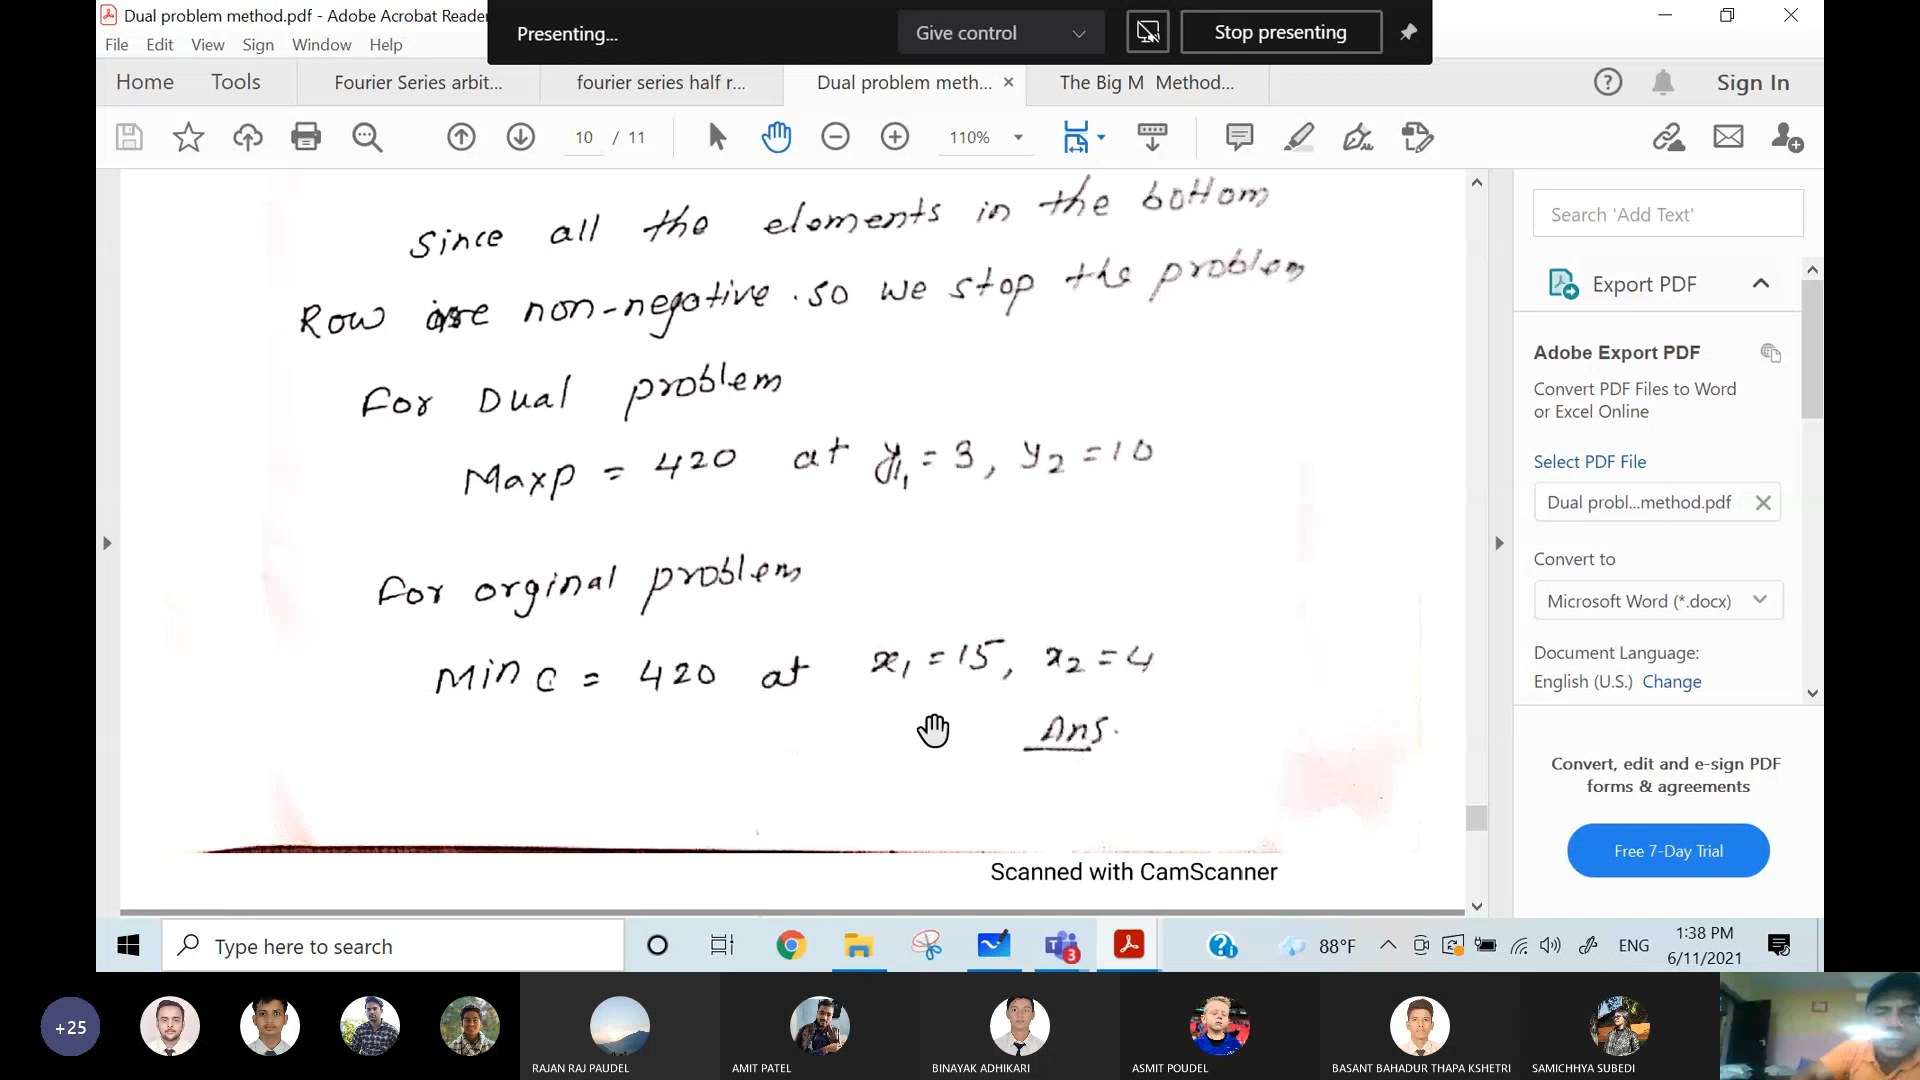 Dual problem method.pdf - Adobe Acrobat Reader
Presenting...
Give control
Stop presenting
File Edit View Sign Window Help
Home Tools Fourier Series arbit... fourier series half r... Dual problem meth... × The Big M Method... Sign In
10 / 11 110%
since all the elements in the bottom
Row are non-negative. so we stop the problem
For Dual problem
Max p = 420 at y1 = 3, y2 = 10
For orginal problem
Min C = 420 at x1 = 15, x2 = 4
Ans.
Scanned with CamScanner
Search 'Add Text'
Export PDF
Adobe Export PDF
Convert PDF Files to Word
or Excel Online
Select PDF File
Dual probl...method.pdf
Convert to
Microsoft Word (*.docx)
Document Language:
English (U.S.) Change
Convert, edit and e-sign PDF
forms & agreements
Free 7-Day Trial
Type here to search
3
88°F
ENG
1:38 PM
6/11/2021
+25
RAJAN RAJ PAUDEL
AMIT PATEL
BINAYAK ADHIKARI
ASMIT POUDEL
BASANT BAHADUR THAPA KSHETRI
SAMICHHYA SUBEDI